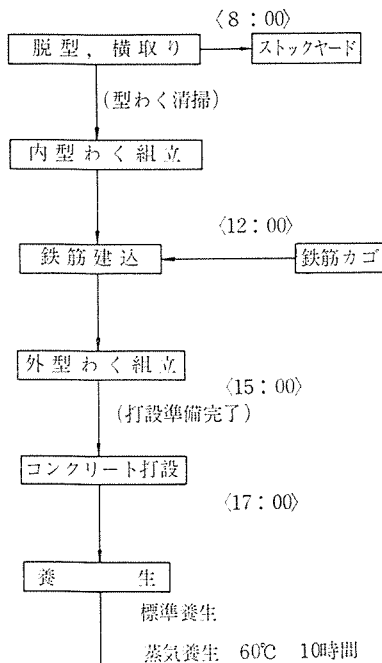 〈8：00〉
脱型，横取り
ストックヤード
(型わく清掃)
内型わく組立
〈12：00〉
鉄筋建込
鉄筋カゴ
外型わく組立
〈15：00〉
(打設準備完了)
コンクリート打設
〈17：00〉
養生
標準養生
蒸気養生 60℃ 10時間